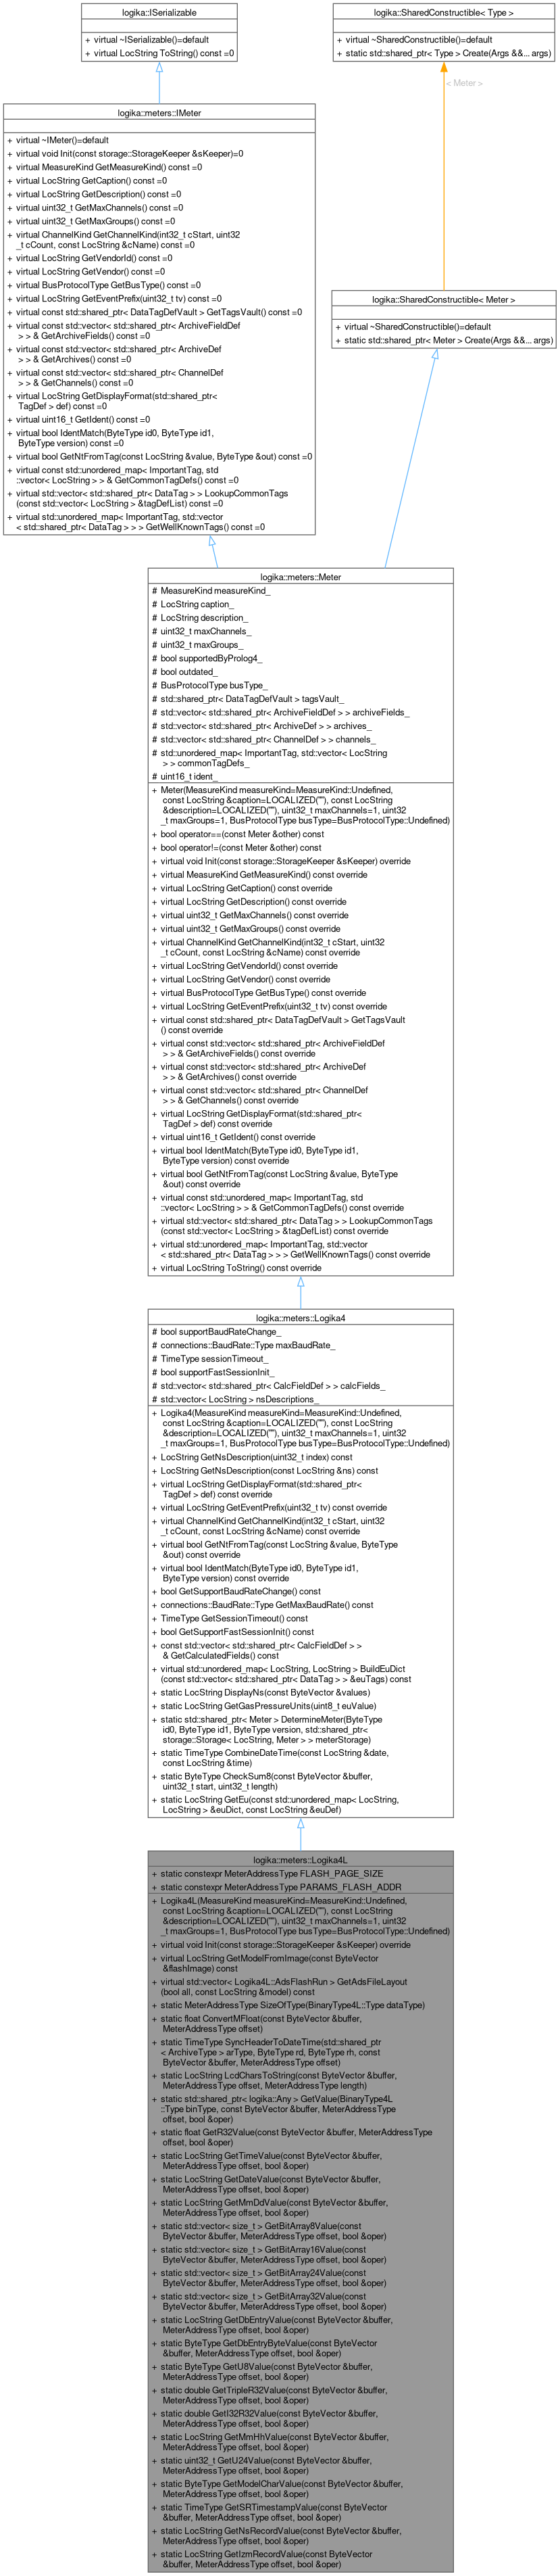 logika::ISerializable
+ virtual ~ISerializable()=default
+ virtual LocString ToString() const =0
logika::SharedConstructible< Type >
+ virtual ~SharedConstructible()=default
+ static std::shared_ptr< Type > Create(Args &&... args)
< Meter >
logika::meters::IMeter
+ virtual ~IMeter()=default
+ virtual void Init(const storage::StorageKeeper &sKeeper)=0
+ virtual MeasureKind GetMeasureKind() const =0
+ virtual LocString GetCaption() const =0
+ virtual LocString GetDescription() const =0
+ virtual uint32_t GetMaxChannels() const =0
+ virtual uint32_t GetMaxGroups() const =0
+ virtual ChannelKind GetChannelKind(int32_t cStart, uint32
_t cCount, const LocString &cName) const =0
+ virtual LocString GetVendorId() const =0
+ virtual LocString GetVendor() const =0
+ virtual BusProtocolType GetBusType() const =0
+ virtual LocString GetEventPrefix(uint32_t tv) const =0
+ virtual const std::shared_ptr< DataTagDefVault > GetTagsVault() const =0
+ virtual const std::vector< std::shared_ptr< ArchiveFieldDef
> > & GetArchiveFields() const =0
+ virtual const std::vector< std::shared_ptr< ArchiveDef
> > & GetArchives() const =0
+ virtual const std::vector< std::shared_ptr< ChannelDef
> > & GetChannels() const =0
+ virtual LocString GetDisplayFormat(std::shared_ptr<
TagDef > def) const =0
+ virtual uint16_t GetIdent() const =0
+ virtual bool IdentMatch(ByteType id0, ByteType id1,
ByteType version) const =0
+ virtual bool GetNtFromTag(const LocString &value, ByteType &out) const =0
+ virtual const std::unordered_map< ImportantTag, std
::vector< LocString > > & GetCommonTagDefs() const =0
+ virtual std::vector< std::shared_ptr< DataTag > > LookupCommonTags
(const std::vector< LocString > &tagDefList) const =0
+ virtual std::unordered_map< ImportantTag, std::vector
< std::shared_ptr< DataTag > > > GetWellKnownTags() const =0
logika::SharedConstructible< Meter >
+ virtual ~SharedConstructible()=default
+ static std::shared_ptr< Meter > Create(Args &&... args)
logika::meters::Meter
# MeasureKind measureKind_
# LocString caption_
# LocString description_
# uint32_t maxChannels_
# uint32_t maxGroups_
# bool supportedByProlog4_
# bool outdated_
# BusProtocolType busType_
# std::shared_ptr< DataTagDefVault > tagsVault_
# std::vector< std::shared_ptr< ArchiveFieldDef > > archiveFields_
# std::vector< std::shared_ptr< ArchiveDef > > archives_
# std::vector< std::shared_ptr< ChannelDef > > channels_
# std::unordered_map< ImportantTag, std::vector< LocString
> > commonTagDefs_
# uint16_t ident_
+ Meter(MeasureKind measureKind=MeasureKind::Undefined,
const LocString &caption=LOCALIZED(""), const LocString
&description=LOCALIZED(""), uint32_t maxChannels=1, uint32
_t maxGroups=1, BusProtocolType busType=BusProtocolType::Undefined)
+ bool operator==(const Meter &other) const
+ bool operator!=(const Meter &other) const
+ virtual void Init(const storage::StorageKeeper &sKeeper) override
+ virtual MeasureKind GetMeasureKind() const override
+ virtual LocString GetCaption() const override
+ virtual LocString GetDescription() const override
+ virtual uint32_t GetMaxChannels() const override
+ virtual uint32_t GetMaxGroups() const override
+ virtual ChannelKind GetChannelKind(int32_t cStart, uint32
_t cCount, const LocString &cName) const override
+ virtual LocString GetVendorId() const override
+ virtual LocString GetVendor() const override
+ virtual BusProtocolType GetBusType() const override
+ virtual LocString GetEventPrefix(uint32_t tv) const override
+ virtual const std::shared_ptr< DataTagDefVault > GetTagsVault
() const override
+ virtual const std::vector< std::shared_ptr< ArchiveFieldDef
> > & GetArchiveFields() const override
+ virtual const std::vector< std::shared_ptr< ArchiveDef
> > & GetArchives() const override
+ virtual const std::vector< std::shared_ptr< ChannelDef
> > & GetChannels() const override
+ virtual LocString GetDisplayFormat(std::shared_ptr<
TagDef > def) const override
+ virtual uint16_t GetIdent() const override
+ virtual bool IdentMatch(ByteType id0, ByteType id1,
ByteType version) const override
+ virtual bool GetNtFromTag(const LocString &value, ByteType
&out) const override
+ virtual const std::unordered_map< ImportantTag, std
::vector< LocString > > & GetCommonTagDefs() const override
+ virtual std::vector< std::shared_ptr< DataTag > > LookupCommonTags
(const std::vector< LocString > &tagDefList) const override
+ virtual std::unordered_map< ImportantTag, std::vector
< std::shared_ptr< DataTag > > > GetWellKnownTags() const override
+ virtual LocString ToString() const override
logika::meters::Logika4
# bool supportBaudRateChange_
# connections::BaudRate::Type maxBaudRate_
# TimeType sessionTimeout_
# bool supportFastSessionInit_
# std::vector< std::shared_ptr< CalcFieldDef > > calcFields_
# std::vector< LocString > nsDescriptions_
+ Logika4(MeasureKind measureKind=MeasureKind::Undefined,
const LocString &caption=LOCALIZED(""), const LocString
&description=LOCALIZED(""), uint32_t maxChannels=1, uint32
_t maxGroups=1, BusProtocolType busType=BusProtocolType::Undefined)
+ LocString GetNsDescription(uint32_t index) const
+ LocString GetNsDescription(const LocString &ns) const
+ virtual LocString GetDisplayFormat(std::shared_ptr<
TagDef > def) const override
+ virtual LocString GetEventPrefix(uint32_t tv) const override
+ virtual ChannelKind GetChannelKind(int32_t cStart, uint32
_t cCount, const LocString &cName) const override
+ virtual bool GetNtFromTag(const LocString &value, ByteType
&out) const override
+ virtual bool IdentMatch(ByteType id0, ByteType id1,
ByteType version) const override
+ bool GetSupportBaudRateChange() const
+ connections::BaudRate::Type GetMaxBaudRate() const
+ TimeType GetSessionTimeout() const
+ bool GetSupportFastSessionInit() const
+ const std::vector< std::shared_ptr< CalcFieldDef > >
& GetCalculatedFields() const
+ virtual std::unordered_map< LocString, LocString > BuildEuDict
(const std::vector< std::shared_ptr< DataTag > > &euTags) const
+ static LocString DisplayNs(const ByteVector &values)
+ static LocString GetGasPressureUnits(uint8_t euValue)
+ static std::shared_ptr< Meter > DetermineMeter(ByteType
id0, ByteType id1, ByteType version, std::shared_ptr<
storage::Storage< LocString, Meter > > meterStorage)
+ static TimeType CombineDateTime(const LocString &date,
const LocString &time)
+ static ByteType CheckSum8(const ByteVector &buffer,
uint32_t start, uint32_t length)
+ static LocString GetEu(const std::unordered_map< LocString,
LocString > &euDict, const LocString &euDef)
logika::meters::Logika4L
+ static constexpr MeterAddressType FLASH_PAGE_SIZE
+ static constexpr MeterAddressType PARAMS_FLASH_ADDR
+ Logika4L(MeasureKind measureKind=MeasureKind::Undefined,
const LocString &caption=LOCALIZED(""), const LocString
&description=LOCALIZED(""), uint32_t maxChannels=1, uint32
_t maxGroups=1, BusProtocolType busType=BusProtocolType::Undefined)
+ virtual void Init(const storage::StorageKeeper &sKeeper) override
+ virtual LocString GetModelFromImage(const ByteVector
&flashImage) const
+ virtual std::vector< Logika4L::AdsFlashRun > GetAdsFileLayout
(bool all, const LocString &model) const
+ static MeterAddressType SizeOfType(BinaryType4L::Type dataType)
+ static float ConvertMFloat(const ByteVector &buffer,
MeterAddressType offset)
+ static TimeType SyncHeaderToDateTime(std::shared_ptr
< ArchiveType > arType, ByteType rd, ByteType rh, const
ByteVector &buffer, MeterAddressType offset)
+ static LocString LcdCharsToString(const ByteVector &buffer,
MeterAddressType offset, MeterAddressType length)
+ static std::shared_ptr< logika::Any > GetValue(BinaryType4L
::Type binType, const ByteVector &buffer, MeterAddressType
offset, bool &oper)
+ static float GetR32Value(const ByteVector &buffer, MeterAddressType
offset, bool &oper)
+ static LocString GetTimeValue(const ByteVector &buffer,
MeterAddressType offset, bool &oper)
+ static LocString GetDateValue(const ByteVector &buffer,
MeterAddressType offset, bool &oper)
+ static LocString GetMmDdValue(const ByteVector &buffer,
MeterAddressType offset, bool &oper)
+ static std::vector< size_t > GetBitArray8Value(const
ByteVector &buffer, MeterAddressType offset, bool &oper)
+ static std::vector< size_t > GetBitArray16Value(const
ByteVector &buffer, MeterAddressType offset, bool &oper)
+ static std::vector< size_t > GetBitArray24Value(const
ByteVector &buffer, MeterAddressType offset, bool &oper)
+ static std::vector< size_t > GetBitArray32Value(const
ByteVector &buffer, MeterAddressType offset, bool &oper)
+ static LocString GetDbEntryValue(const ByteVector &buffer,
MeterAddressType offset, bool &oper)
+ static ByteType GetDbEntryByteValue(const ByteVector
&buffer, MeterAddressType offset, bool &oper)
+ static ByteType GetU8Value(const ByteVector &buffer,
MeterAddressType offset, bool &oper)
+ static double GetTripleR32Value(const ByteVector &buffer,
MeterAddressType offset, bool &oper)
+ static double GetI32R32Value(const ByteVector &buffer,
MeterAddressType offset, bool &oper)
+ static LocString GetMmHhValue(const ByteVector &buffer,
MeterAddressType offset, bool &oper)
+ static uint32_t GetU24Value(const ByteVector &buffer,
MeterAddressType offset, bool &oper)
+ static ByteType GetModelCharValue(const ByteVector &buffer,
MeterAddressType offset, bool &oper)
+ static TimeType GetSRTimestampValue(const ByteVector
&buffer, MeterAddressType offset, bool &oper)
+ static LocString GetNsRecordValue(const ByteVector &buffer,
MeterAddressType offset, bool &oper)
+ static LocString GetIzmRecordValue(const ByteVector
&buffer, MeterAddressType offset, bool &oper)